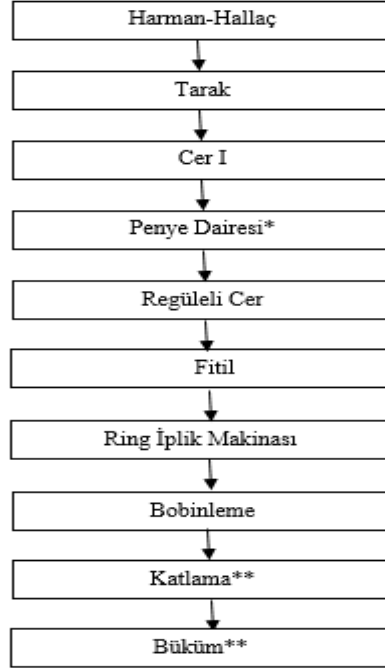 Harman-Hallaç
Tarak
Cer I
Penye Dairesi*
Regüleli Cer
Fitil
Ring İplik Makinası
Bobinleme
Katlama**
Büküm**